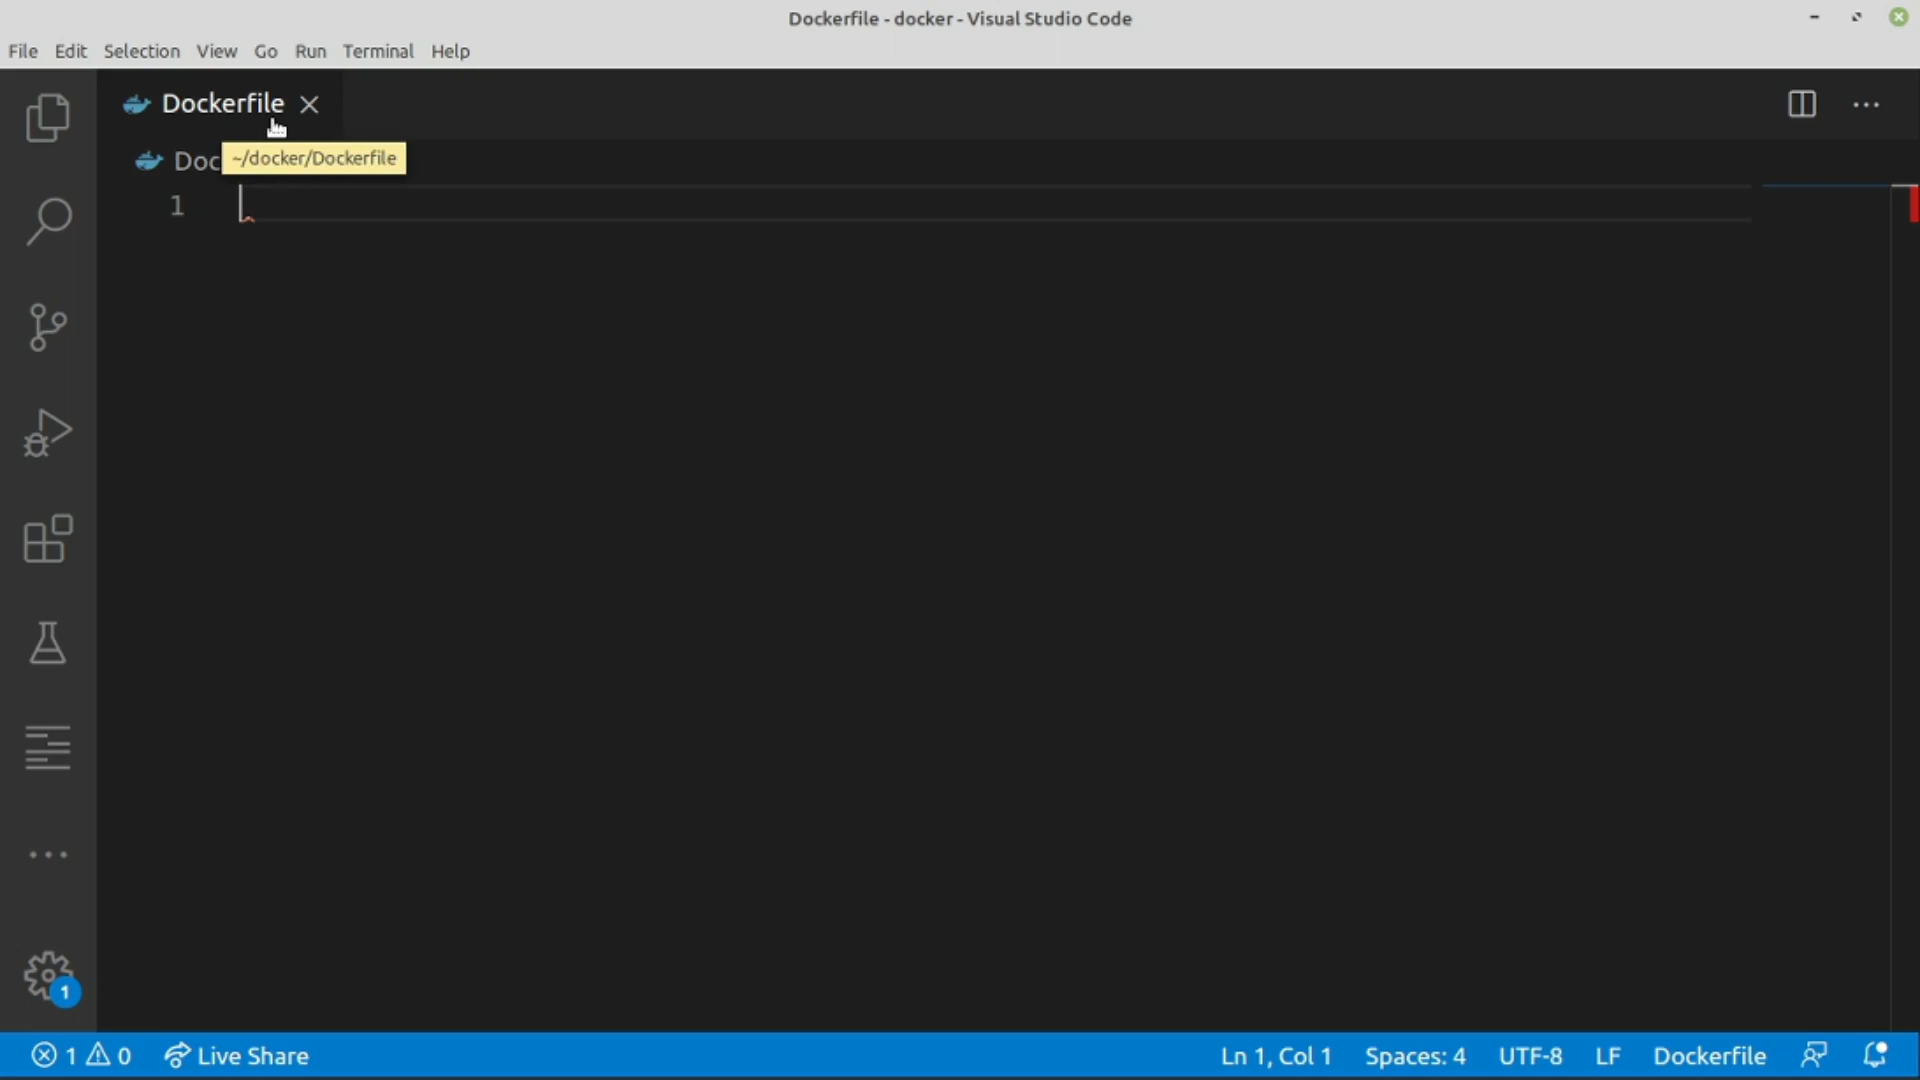 Dockerfile - docker - Visual Studio Code
File Edit Selection View Go Run Terminal Help
Dockerfile
Doc
~/docker/Dockerfile
1
1
1 0 Live Share Ln 1, Col 1 Spaces: 4 UTF-8 LF Dockerfile